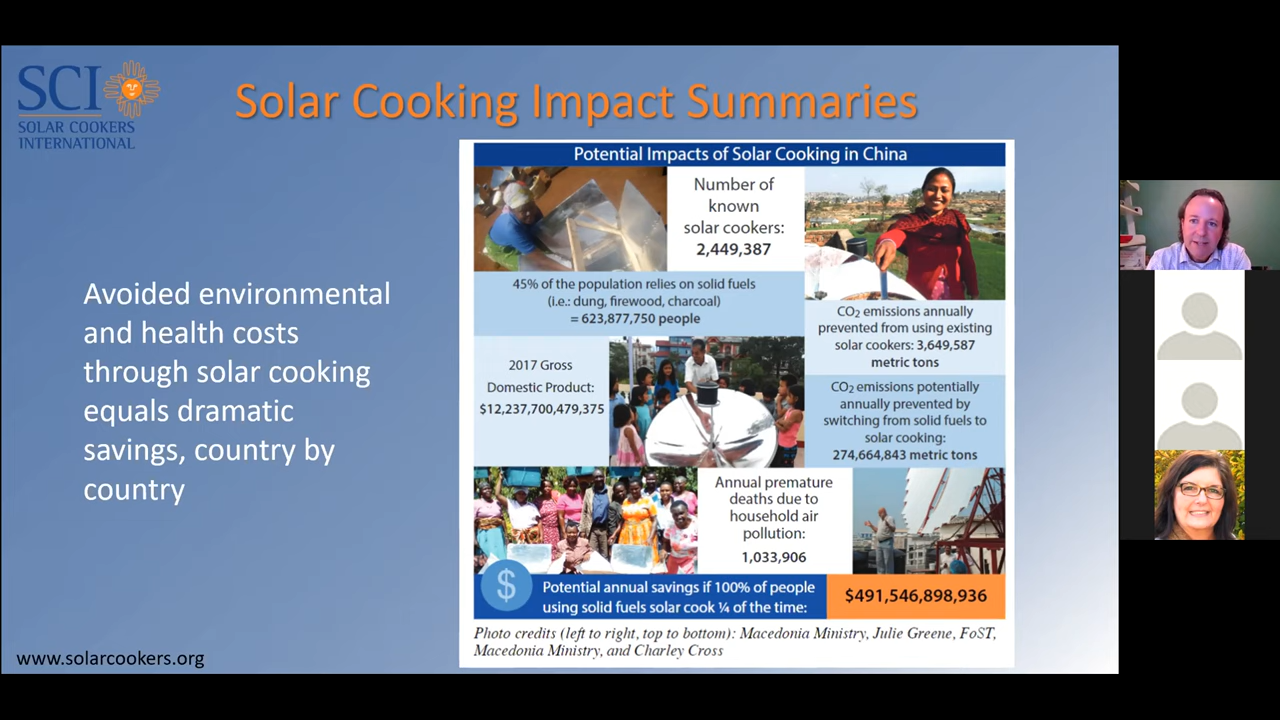 SCI
SOLAR COOKERS
INTERNATIONAL
Solar Cooking Impact Summaries
Avoided environmental
and health costs
through solar cooking
equals dramatic
savings, country by
country
Potential Impacts of Solar Cooking in China
Number of
known
solar cookers:
2,449,387
45% of the population relies on solid fuels
(i.e.: dung, firewood, charcoal)
= 623,877,750 people
CO2 emissions annually
prevented from using existing
solar cookers: 3,649,587
metric tons
2017 Gross
Domestic Product:
$12,237,700,479,375
CO2 emissions potentially
annually prevented by
switching from solid fuels to
solar cooking:
274,664,843 metric tons
Annual premature
deaths due to
household air
pollution:
1,033,906
$
Potential annual savings if 100% of people
using solid fuels solar cook ¼ of the time:
$491,546,898,936
Photo credits (left to right, top to bottom): Macedonia Ministry, Julie Greene, FoST,
Macedonia Ministry, and Charley Cross
www.solarcookers.org